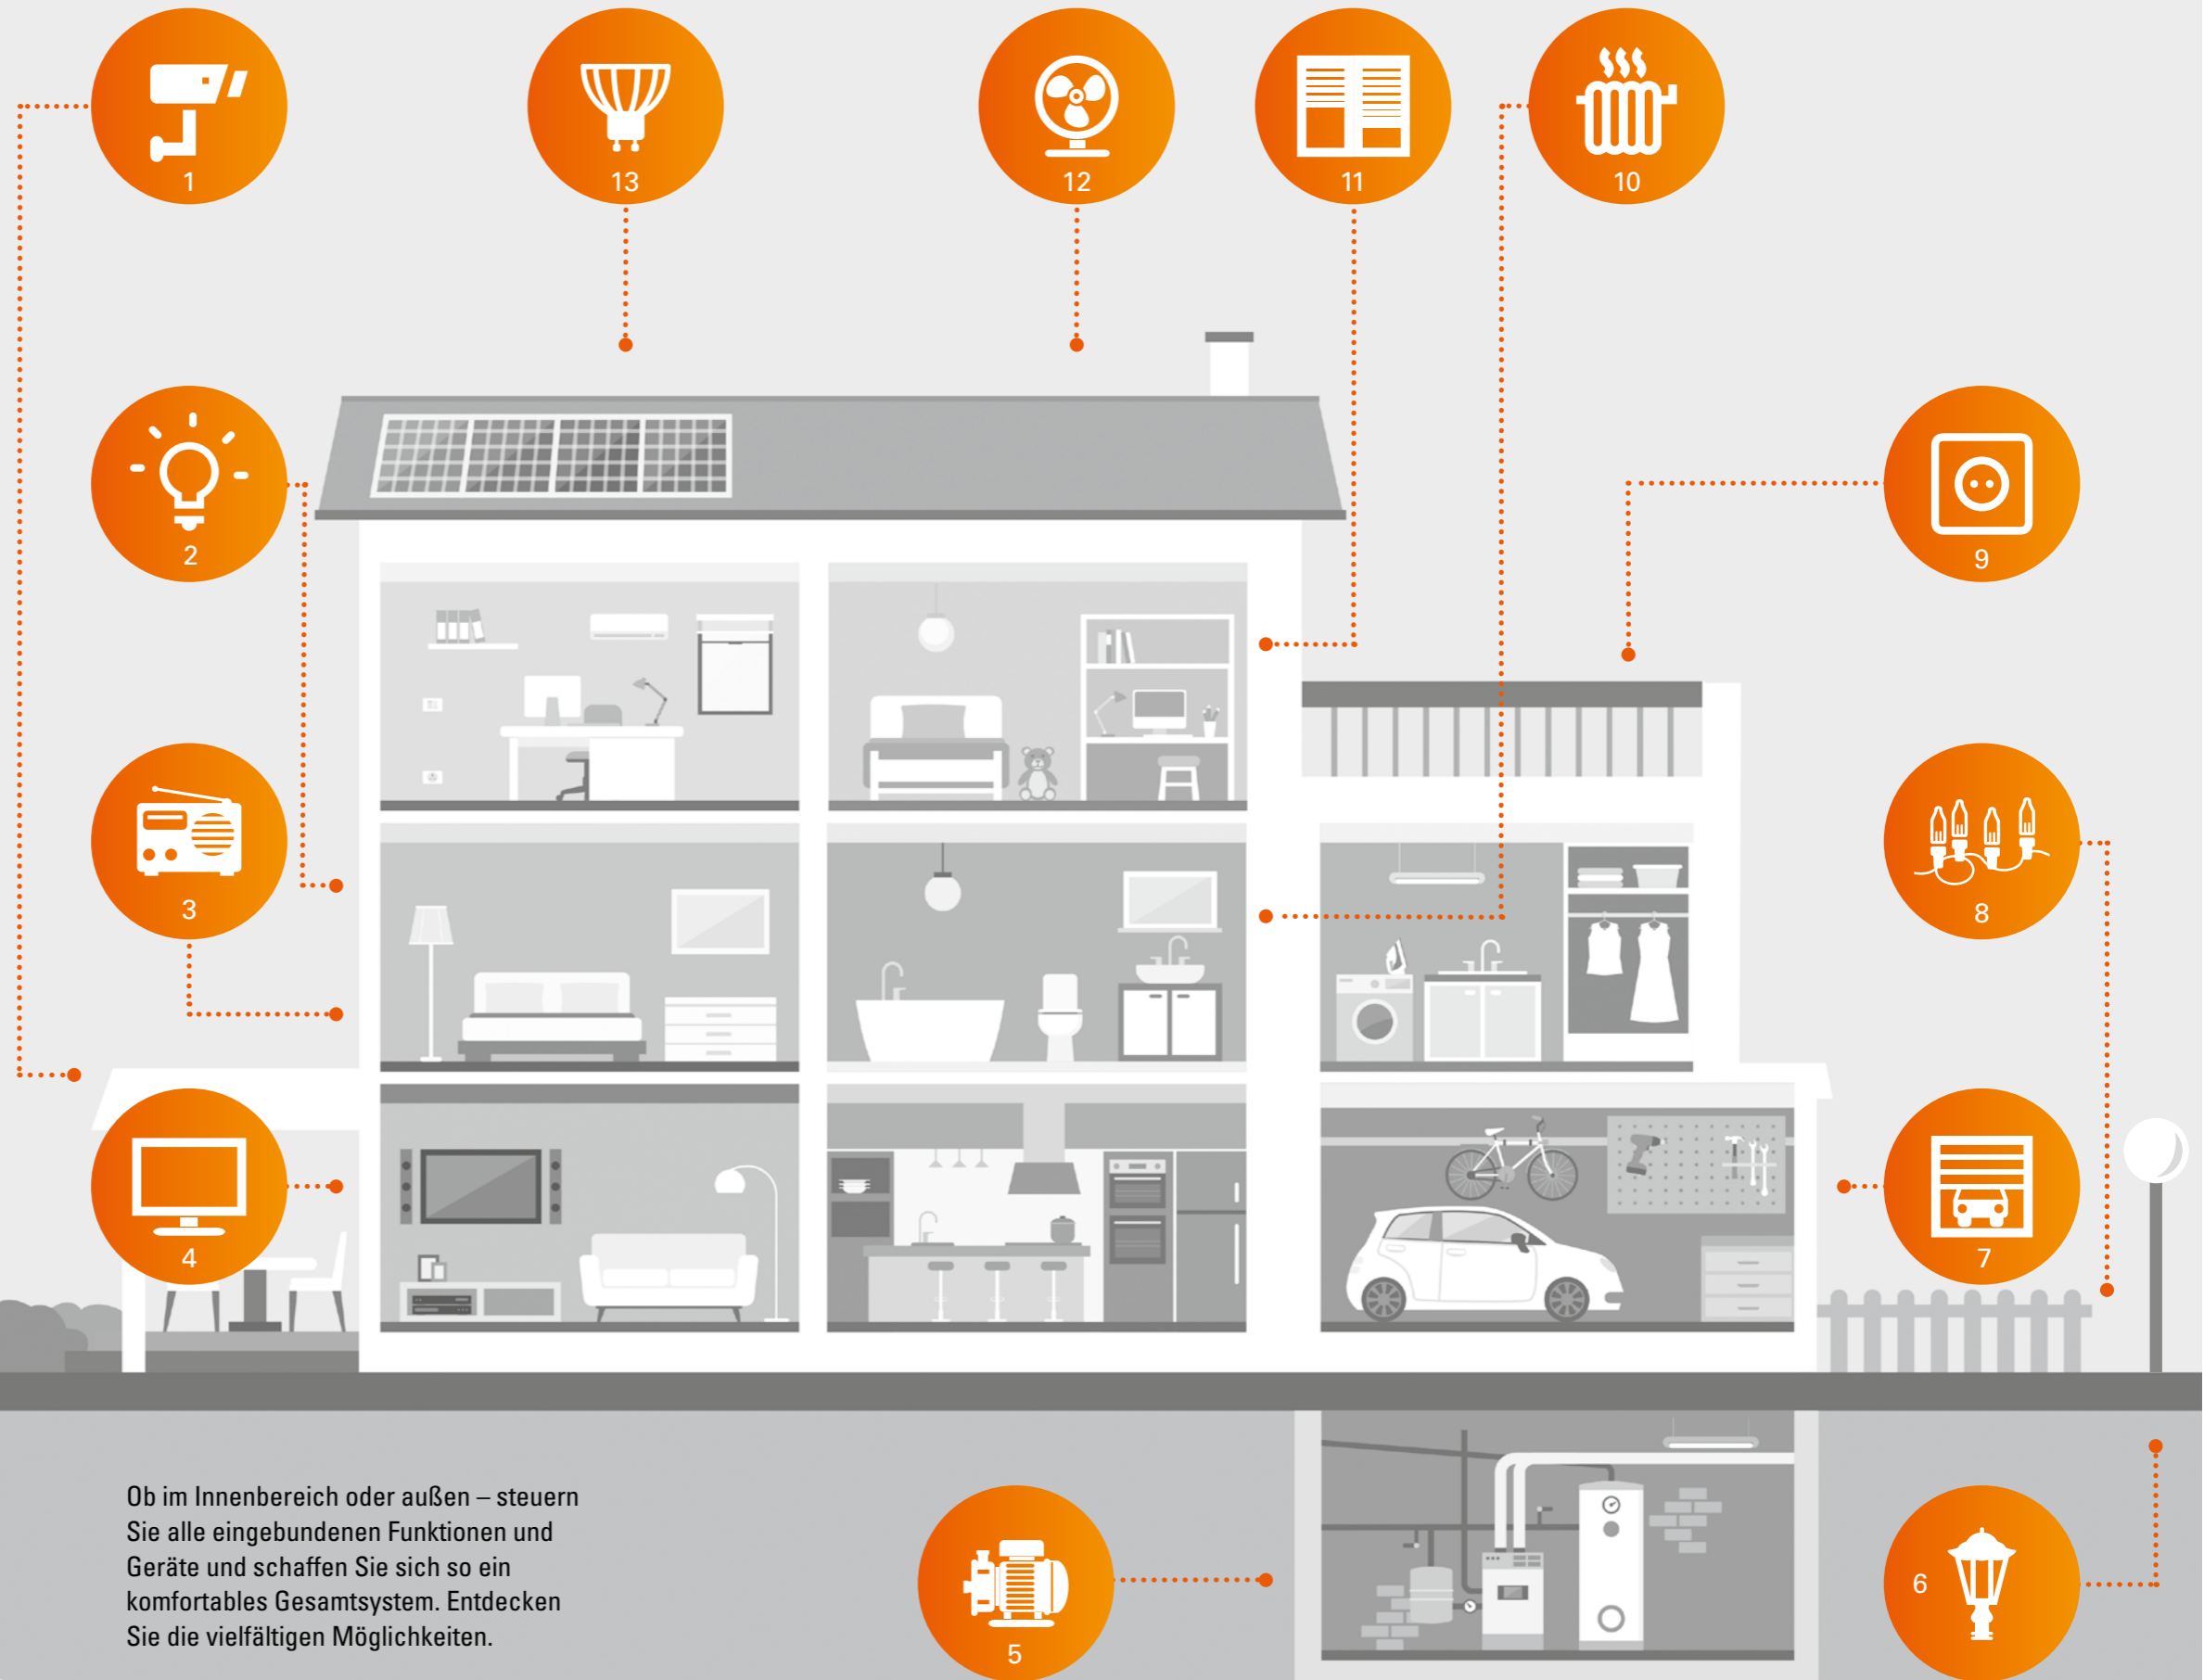 1
13
12
11
10
2
9
3
8
4
7
Ob im Innenbereich oder außen – steuern
Sie alle eingebundenen Funktionen und
Geräte und schaffen Sie sich so ein
komfortables Gesamtsystem. Entdecken
Sie die vielfältigen Möglichkeiten.
5
6